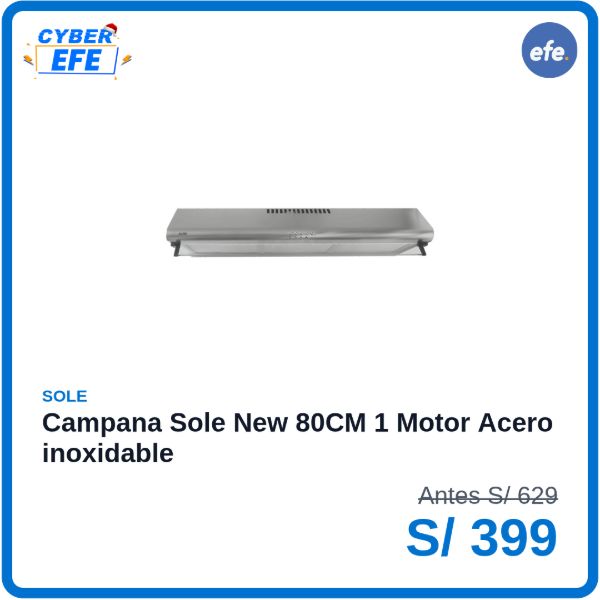 CYBER
EFE
efe.
SOLE
Campana Sole New 80CM 1 Motor Acero
inoxidable
Antes S/ 629
S/ 399